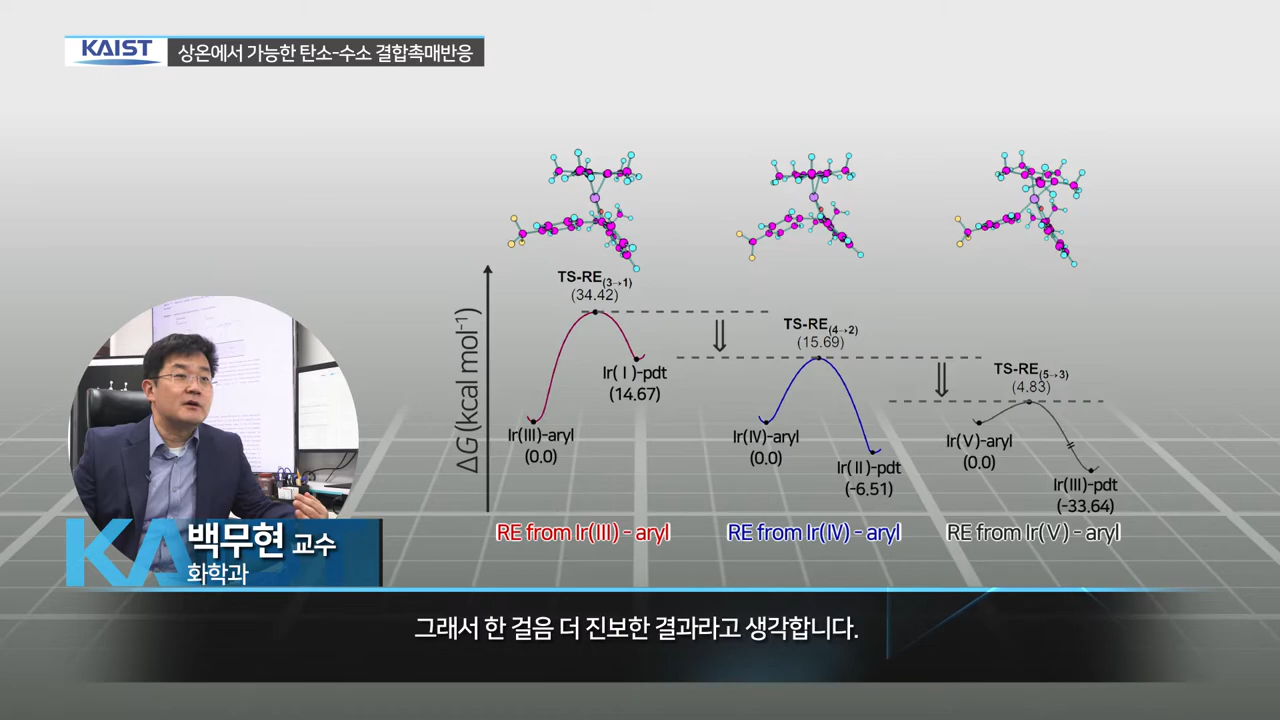 KAIST
상온에서 가능한 탄소-수소 결합촉매반응
TS-RE(3→1)
(34.42)
TS-RE(4→2)
(15.69)
TS-RE(5→3)
(4.83)
ΔG (kcal mol⁻¹)
Ir(Ⅰ)-pdt
(14.67)
Ir(III)-aryl
(0.0)
Ir(IV)-aryl
(0.0)
Ir(Ⅱ)-pdt
(-6.51)
Ir(Ⅴ)-aryl
(0.0)
Ir(III)-pdt
(-33.64)
RE from Ir(III) - aryl
RE from Ir(IV) - aryl
RE from Ir(Ⅴ) - aryl
백무현 교수
화학과
그래서 한 걸음 더 진보한 결과라고 생각합니다.